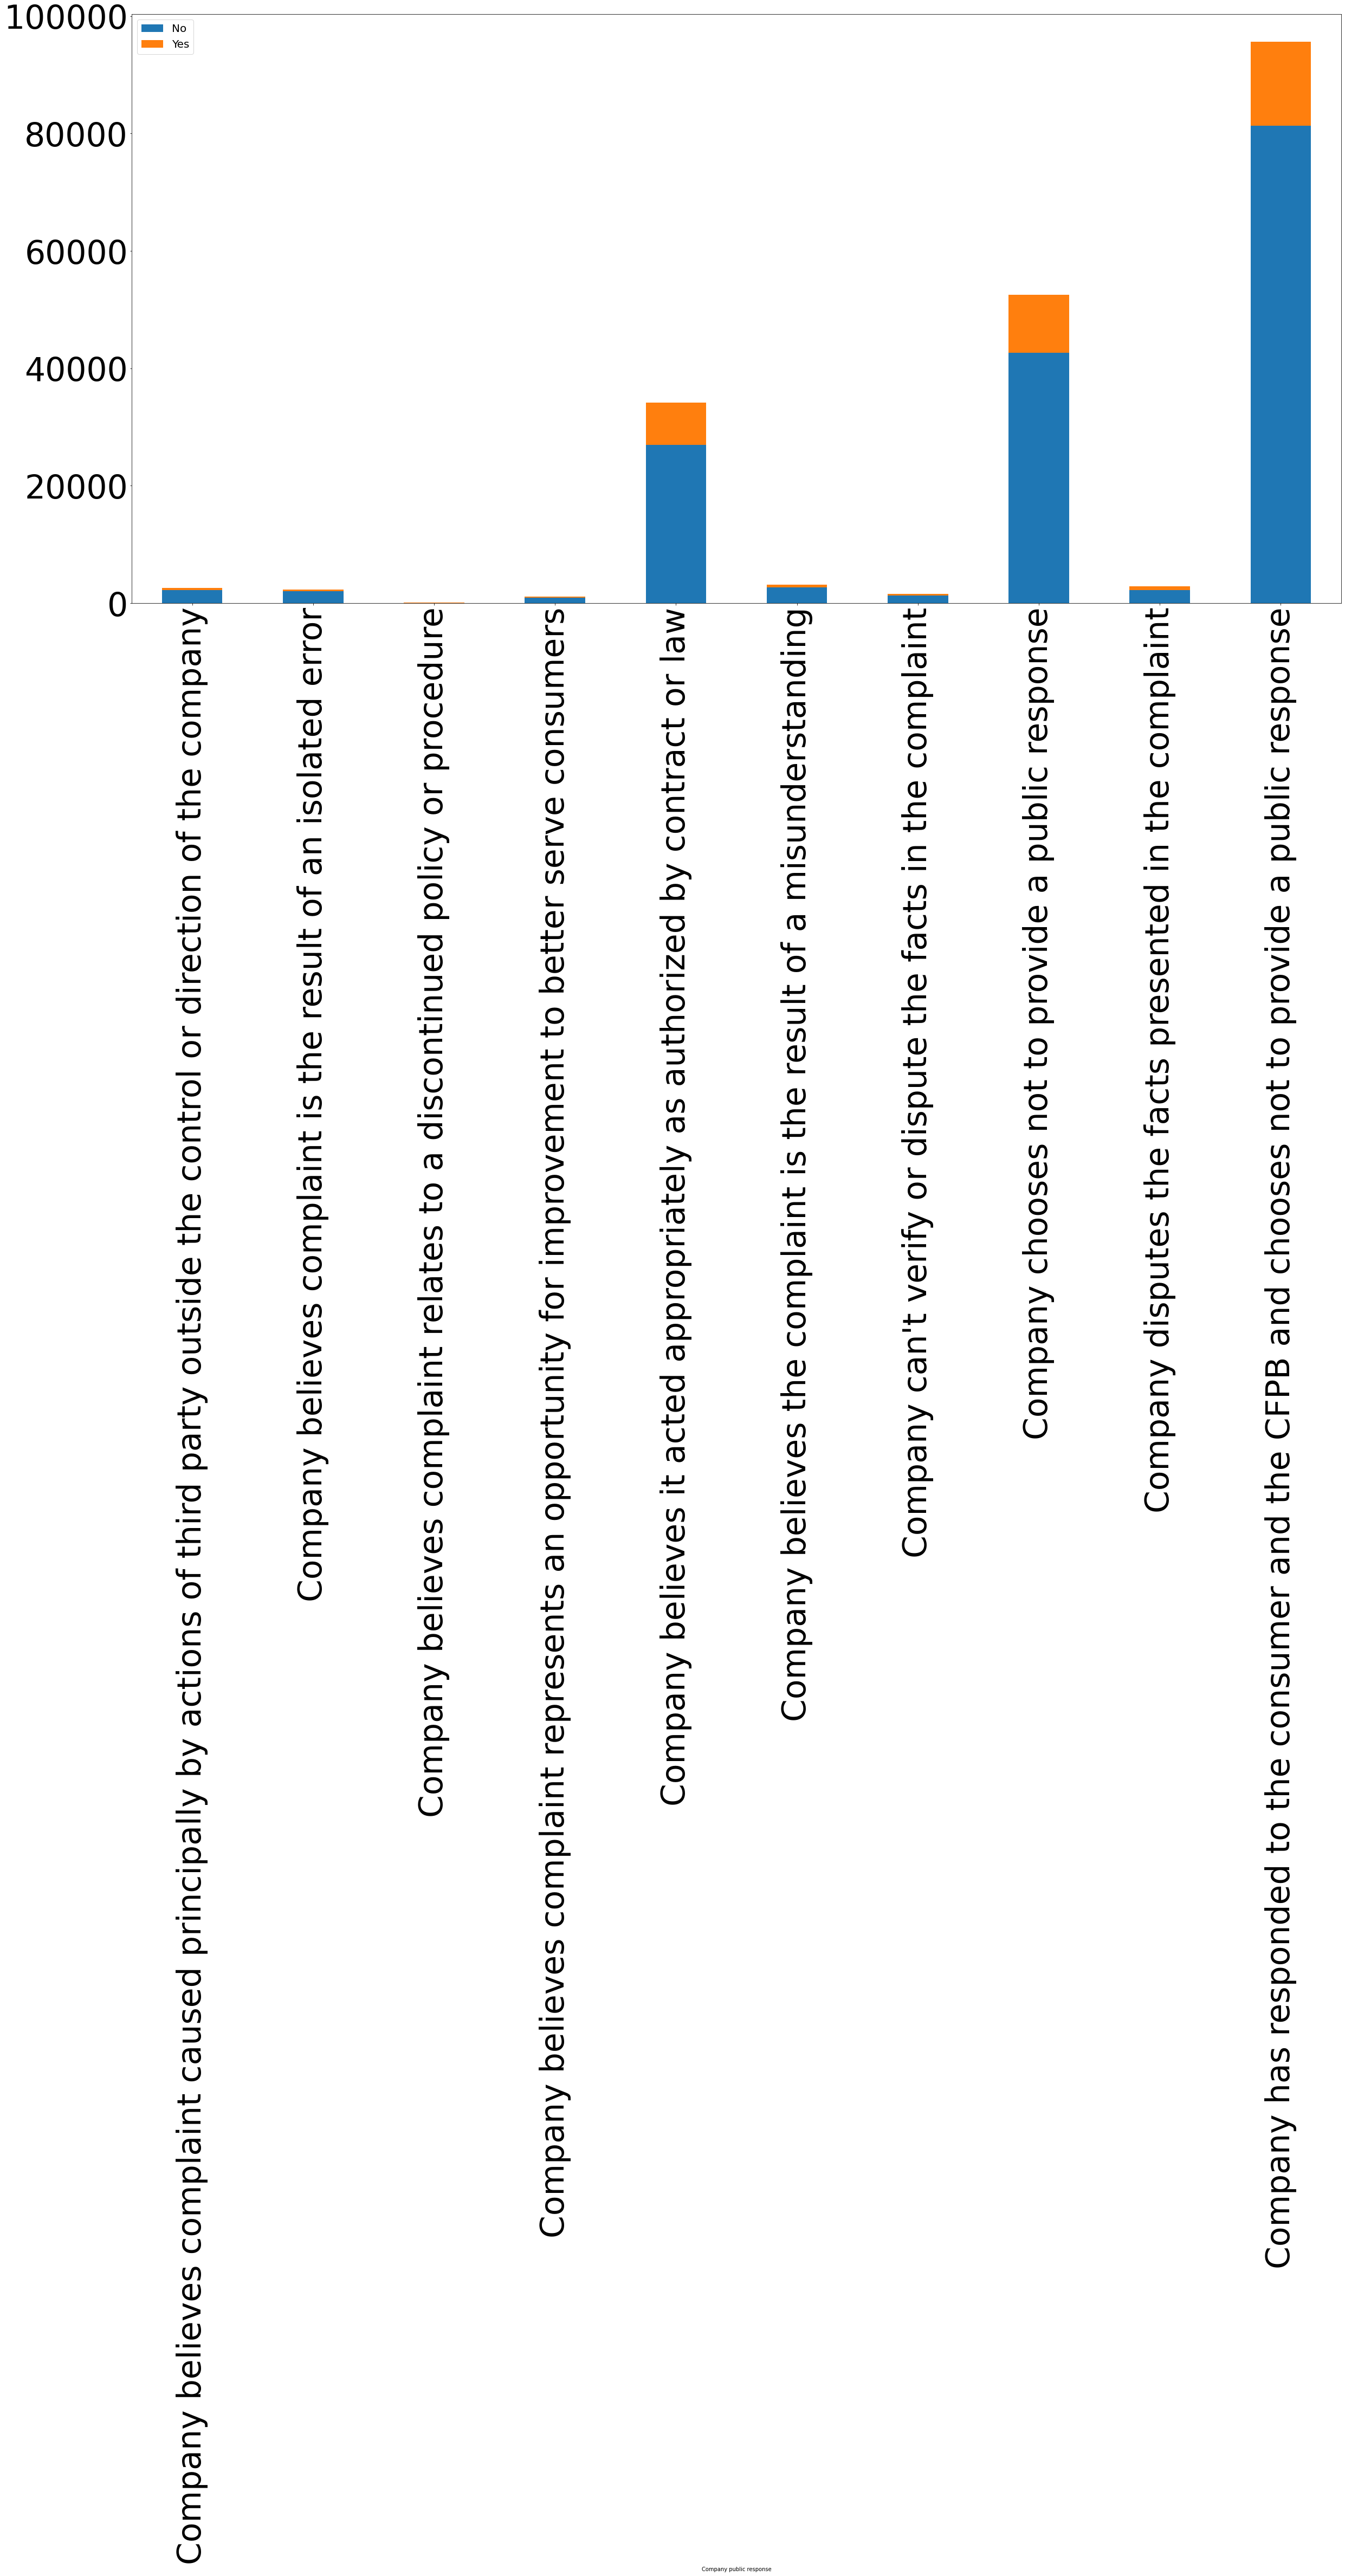 100000
80000
60000
40000
20000
0
No
Yes
Company believes complaint caused principally by actions of third party outside the control or direction of the company
Company believes complaint is the result of an isolated error
Company believes complaint relates to a discontinued policy or procedure
Company believes complaint represents an opportunity for improvement to better serve consumers
Company believes it acted appropriately as authorized by contract or law
Company believes the complaint is the result of a misunderstanding
Company can't verify or dispute the facts in the complaint
Company chooses not to provide a public response
Company disputes the facts presented in the complaint
Company has responded to the consumer and the CFPB and chooses not to provide a public response
Company public response